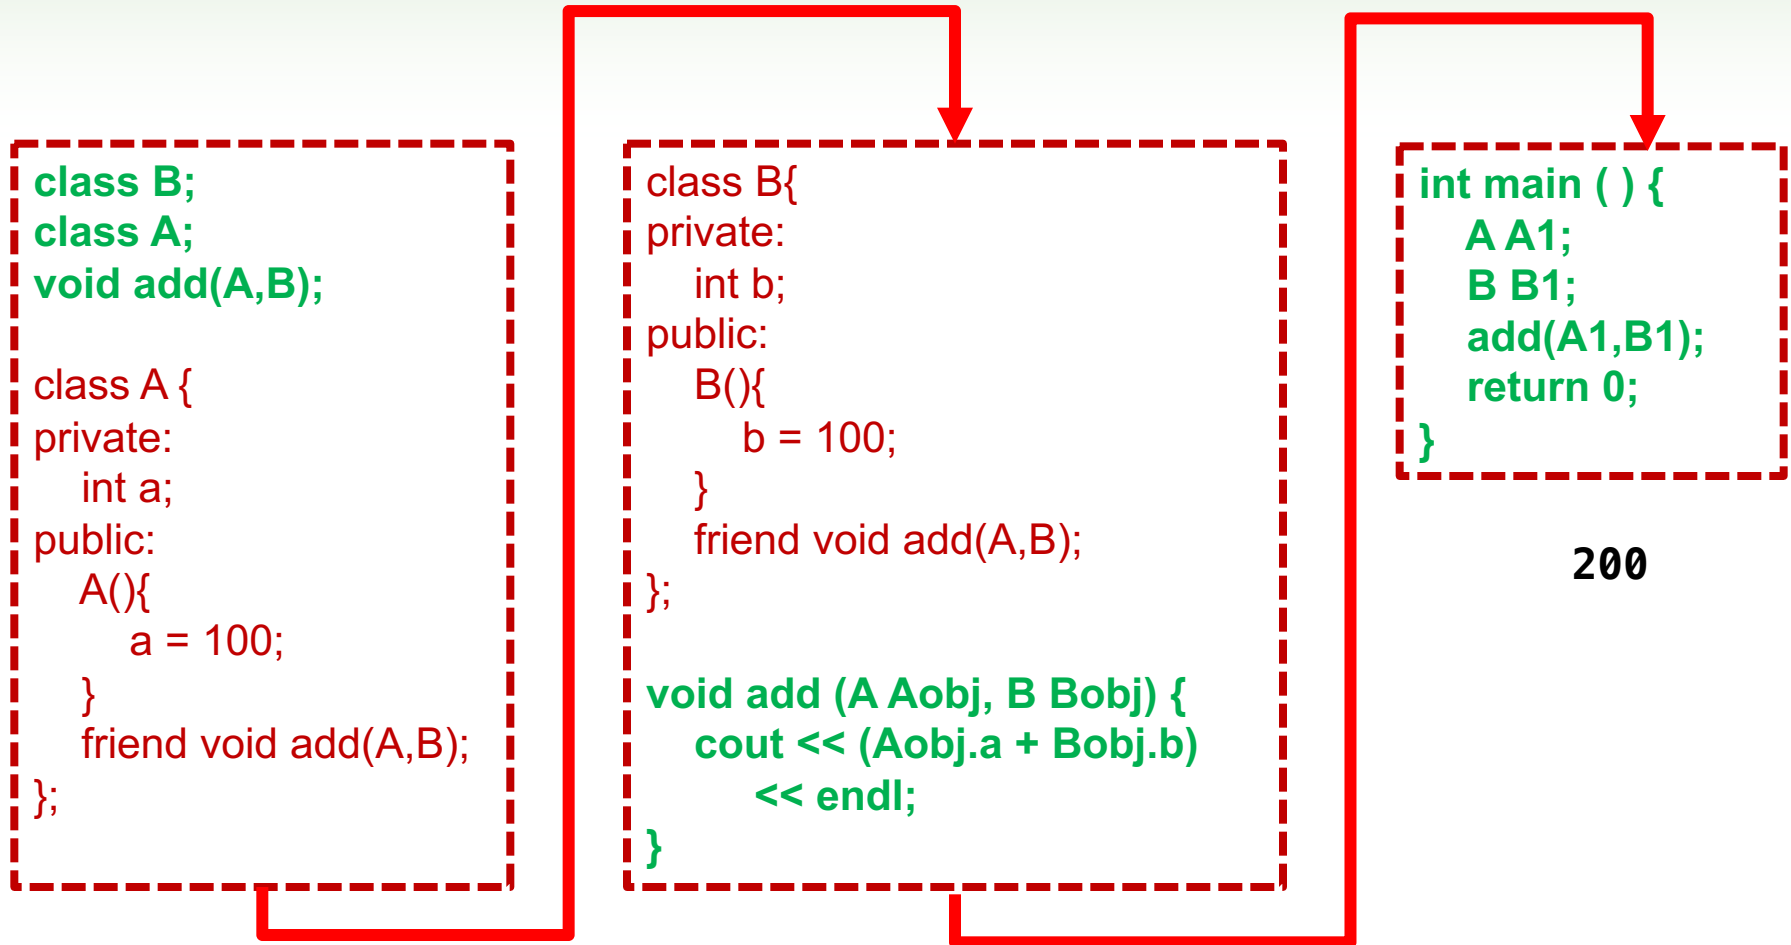 class B;
class A;
void add(A,B);
class A {
private:
int a;
public:
A(){
a = 100;
}
friend void add(A,B);
};
class B{
private:
int b;
public:
B(){
b = 100;
}
friend void add(A,B);
};
void add (A Aobj, B Bobj) {
cout << (Aobj.a + Bobj.b)
<< endl;
}
int main ( ) {
A A1;
B B1;
add(A1,B1);
return 0;
}
200